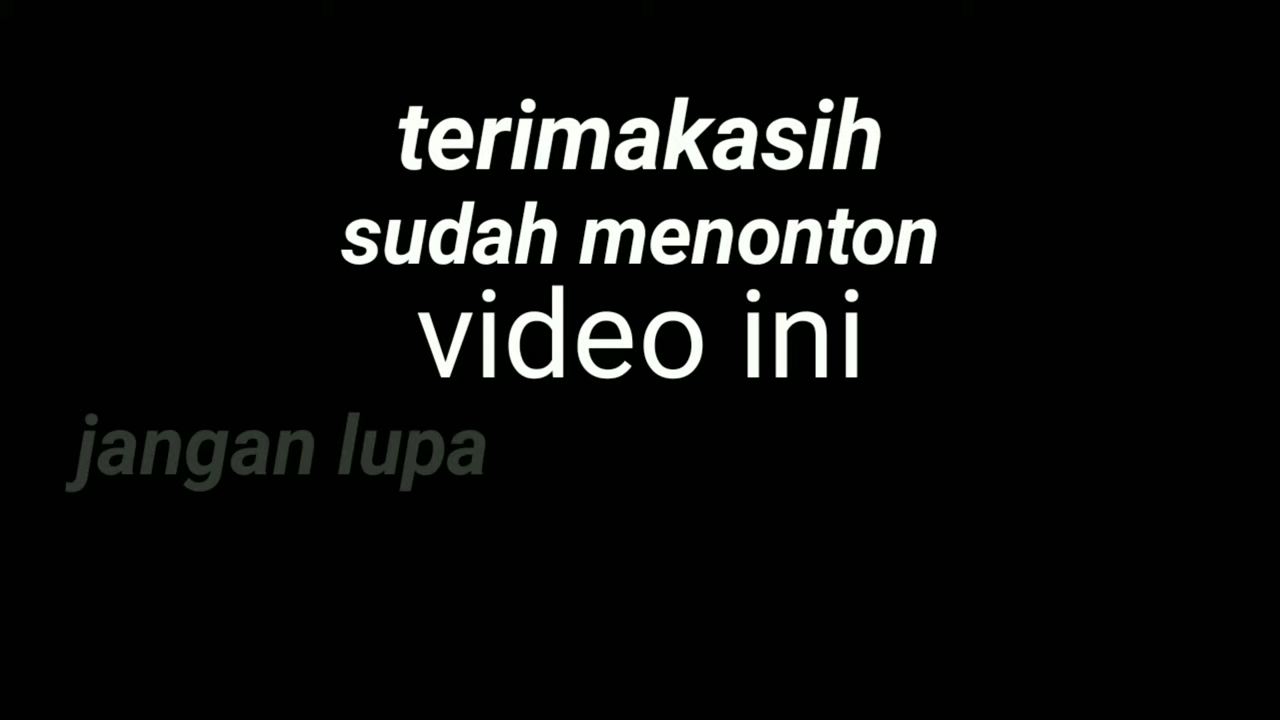 terimakasih
sudah menonton
video ini
jangan lupa